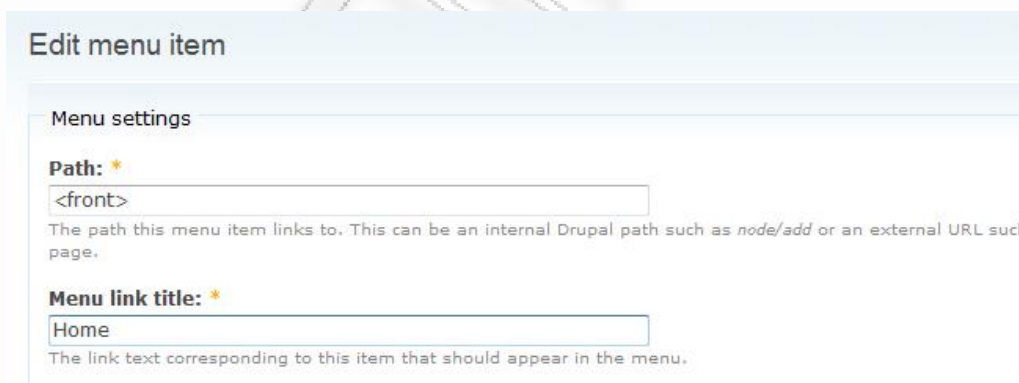 Edit menu item
Menu settings
Path: *
<front>
The path this menu item links to. This can be an internal Drupal path such as node/add or an external URL
page.
Menu link title: *
Home
The link text corresponding to this item that should appear in the menu.